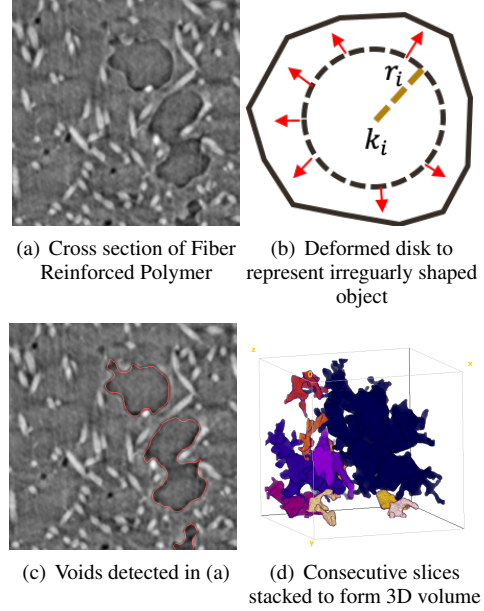 (a) Cross section of Fiber
Reinforced Polymer
r_i
k_i
(b) Deformed disk to
represent irreguarly shaped
object
(c) Voids detected in (a)
z
x
y
(d) Consecutive slices
stacked to form 3D volume